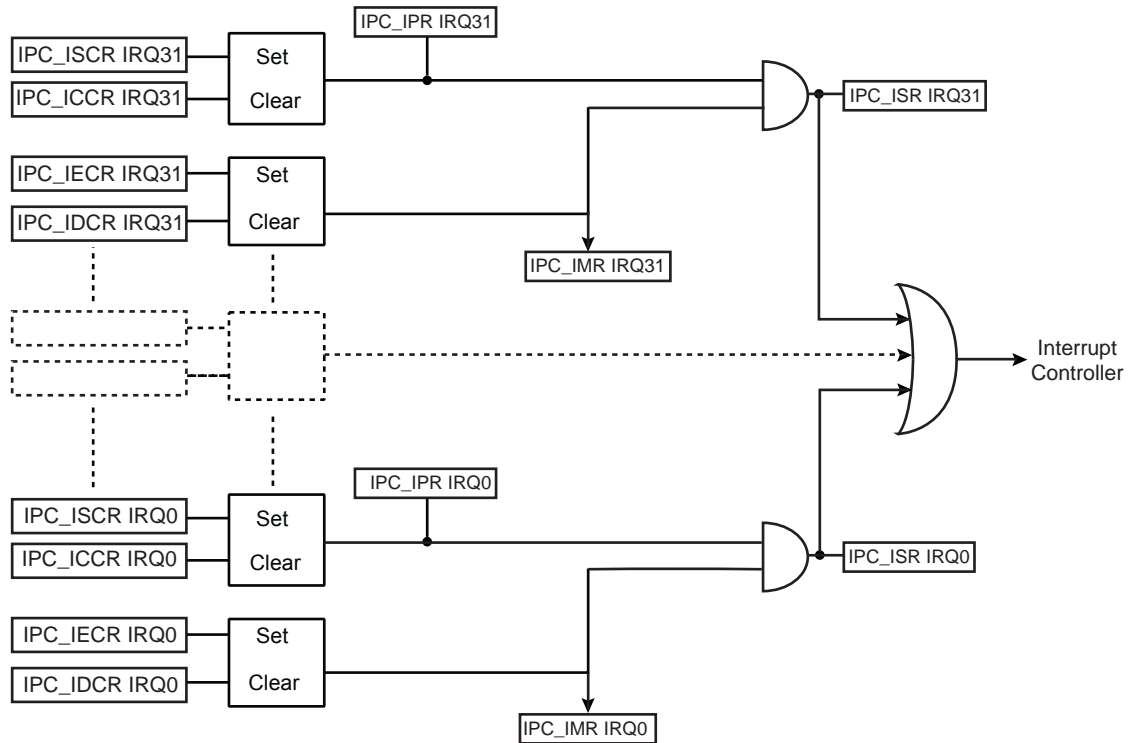 IPC_IPR IRQ31
IPC_ISCR IRQ31
Set
IPC_ICCR IRQ31
Clear
IPC_ISR IRQ31
IPC_IECR IRQ31
Set
IPC_IDCR IRQ31
Clear
IPC_IMR IRQ31
Interrupt
Controller
IPC_IPR IRQ0
IPC_ISCR IRQ0
Set
IPC_ICCR IRQ0
Clear
IPC_ISR IRQ0
IPC_IECR IRQ0
Set
IPC_IDCR IRQ0
Clear
IPC_IMR IRQ0